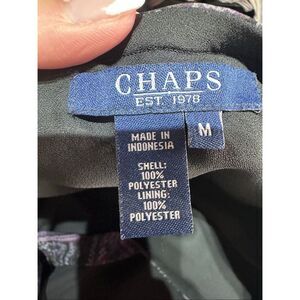 CHAPS
EST. 1978
M
MADE IN
INDONESIA
SHELL:
100%
POLYESTER
LINING:
100%
POLYESTER